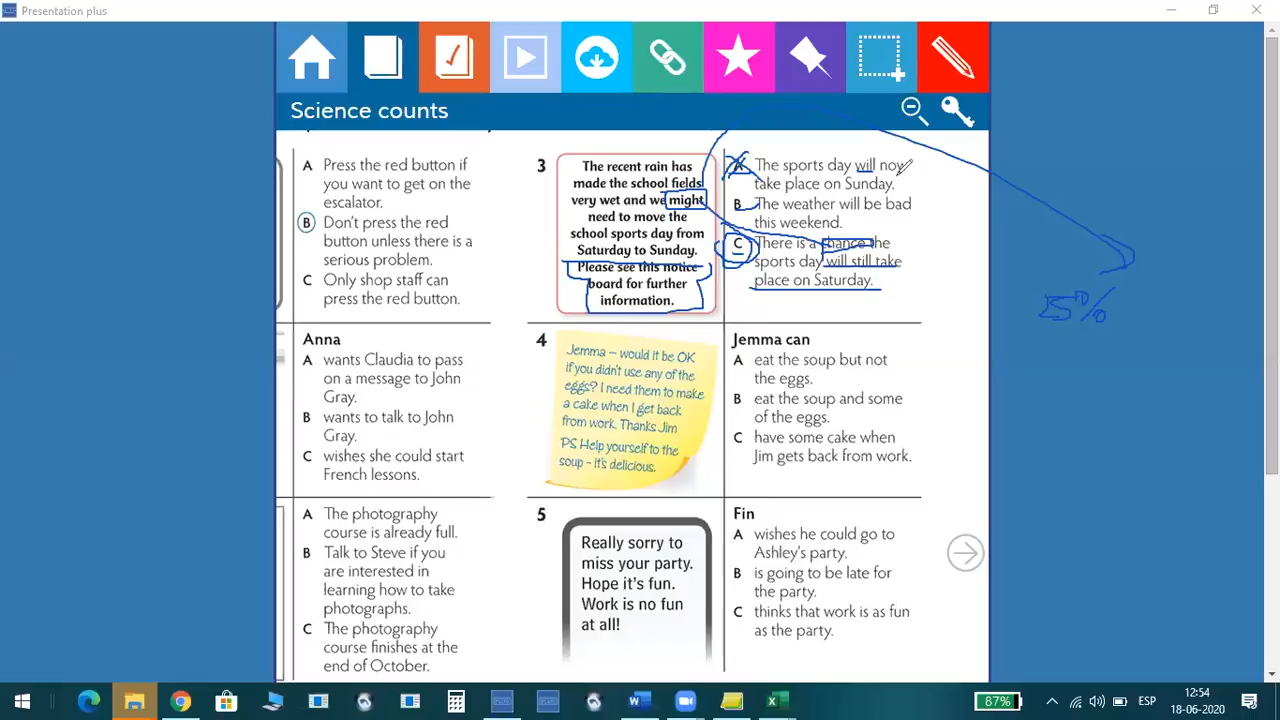 Presentation plus
Science counts
A Press the red button if
you want to get on the
escalator.
B Don't press the red
button unless there is a
serious problem.
C Only shop staff can
press the red button.
Anna
A wants Claudia to pass
on a message to John
Gray.
B wants to talk to John
Gray.
C wishes she could start
French lessons.
A The photography
course is already full.
B Talk to Steve if you
are interested in
learning how to take
photographs.
C The photography
course finishes at the
end of October.
3
The recent rain has
made the school fields
very wet and we might
need to move the
school sports day from
Saturday to Sunday.
Please see this notice
board for further
information.
A The sports day will now
take place on Sunday.
B The weather will be bad
this weekend.
C There is a chance the
sports day will still take
place on Saturday.
4
Jemma – would it be OK
if you didn't use any of the
eggs? I need them to make
a cake when I get back
from work. Thanks Jim
PS Help yourself to the
soup – it's delicious.
Jemma can
A eat the soup but not
the eggs.
B eat the soup and some
of the eggs.
C have some cake when
Jim gets back from work.
5
Really sorry to
miss your party.
Hope it's fun.
Work is no fun
at all!
Fin
A wishes he could go to
Ashley's party.
B is going to be late for
the party.
C thinks that work is as fun
as the party.
87%
ESP
12:54
18-06-2020